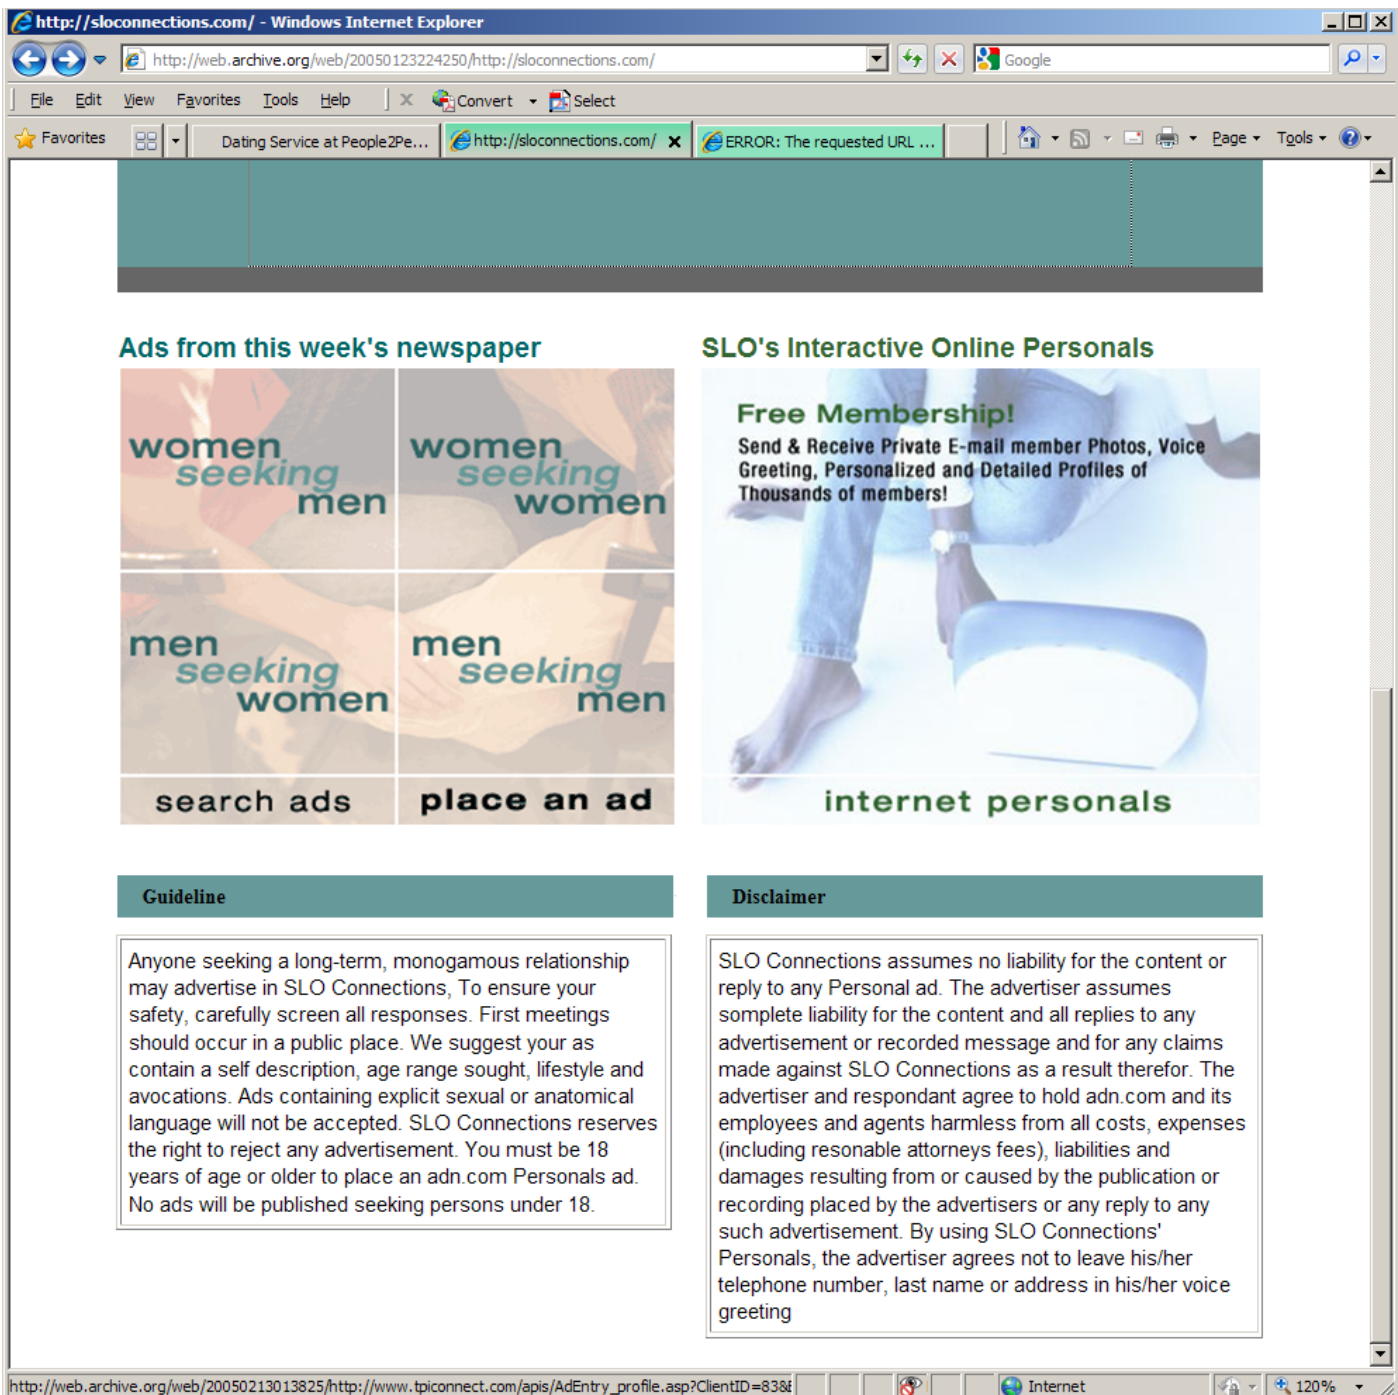 http://sloconnections.com/ - Windows Internet Explorer
http://web.archive.org/web/20050123224250/http://sloconnections.com/
Google
File Edit View Favorites Tools Help X Convert Select
Favorites Dating Service at People2Pe... http://sloconnections.com/ ERROR: The requested URL ... Page Tools
Ads from this week's newspaper
women
seeking
men
women
seeking
women
men
seeking
women
men
seeking
men
search ads
place an ad
SLO's Interactive Online Personals
Free Membership!
Send & Receive Private E-mail member Photos, Voice
Greeting, Personalized and Detailed Profiles of
Thousands of members!
internet personals
Guideline
Anyone seeking a long-term, monogamous relationship
may advertise in SLO Connections, To ensure your
safety, carefully screen all responses. First meetings
should occur in a public place. We suggest your as
contain a self description, age range sought, lifestyle and
avocations. Ads containing explicit sexual or anatomical
language will not be accepted. SLO Connections reserves
the right to reject any advertisement. You must be 18
years of age or older to place an adn.com Personals ad.
No ads will be published seeking persons under 18.
Disclaimer
SLO Connections assumes no liability for the content or
reply to any Personal ad. The advertiser assumes
somplete liability for the content and all replies to any
advertisement or recorded message and for any claims
made against SLO Connections as a result therefor. The
advertiser and respondant agree to hold adn.com and its
employees and agents harmless from all costs, expenses
(including resonable attorneys fees), liabilities and
damages resulting from or caused by the publication or
recording placed by the advertisers or any reply to any
such advertisement. By using SLO Connections'
Personals, the advertiser agrees not to leave his/her
telephone number, last name or address in his/her voice
greeting
http://web.archive.org/web/20050213013825/http://www.tpiconnect.com/apis/AdEntry_profile.asp?ClientID=83& Internet 120%